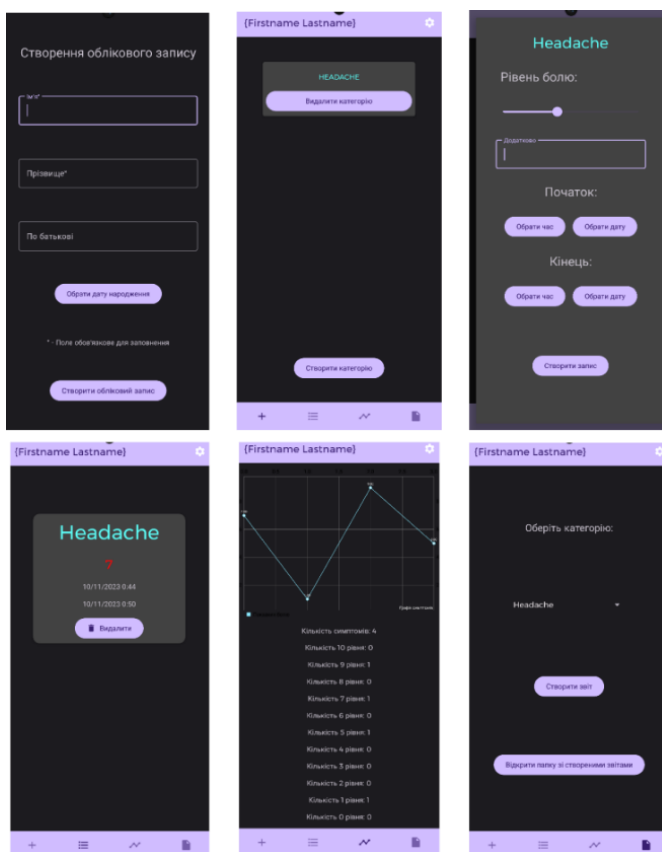 Створення облікового запису
Прізвище*
По батькові
Обрати дату народження
* - Поле обов'язкове для заповнення
Створити обліковий запис
{Firstname Lastname}
HEADACHE
Видалити категорію
Створити категорію
Headache
Рівень болю:
Додатково
Початок:
Обрати час
Обрати дату
Кінець:
Обрати час
Обрати дату
Створити запис
{Firstname Lastname}
Headache
7
10/11/2023 0:44
10/11/2023 0:50
Видалити
{Firstname Lastname}
Графік симптомів
Кількість симптомів: 4
Кількість 10 рівня: 0
Кількість 9 рівня: 1
Кількість 8 рівня: 0
Кількість 7 рівня: 1
Кількість 6 рівня: 0
Кількість 5 рівня: 1
Кількість 4 рівня: 0
Кількість 3 рівня: 0
Кількість 2 рівня: 0
Кількість 1 рівня: 1
Кількість 0 рівня: 0
{Firstname Lastname}
Оберіть категорію:
Headache
Створити звіт
Відкрити папку зі створеними звітами